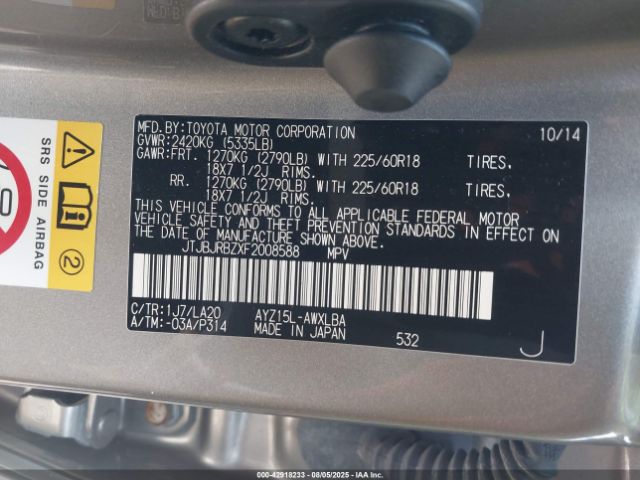 ALD B
SRS SIDE AIRBAG
2
MFD.BY:TOYOTA MOTOR CORPORATION 10/14
GVWR:2420KG (5335LB)
GAWR:FRT. 1270KG (2790LB) WITH 225/60R18 TIRES,
18X7 1/2J RIMS.
RR. 1270KG (2790LB) WITH 225/60R18 TIRES,
18X7 1/2J RIMS.
THIS VEHICLE CONFORMS TO ALL APPLICABLE FEDERAL MOTOR
VEHICLE SAFETY AND THEFT PREVENTION STANDARDS IN EFFECT ON
THE DATE OF MANUFACTURE SHOWN ABOVE.
JTJBJRBZXF2008588 MPV
C/TR:1J7/LA20 AYZ15L-AWXLBA
A/TM:-03A/P314 MADE IN JAPAN 532 J
000-42918233 - 08/05/2025 - IAA Inc.